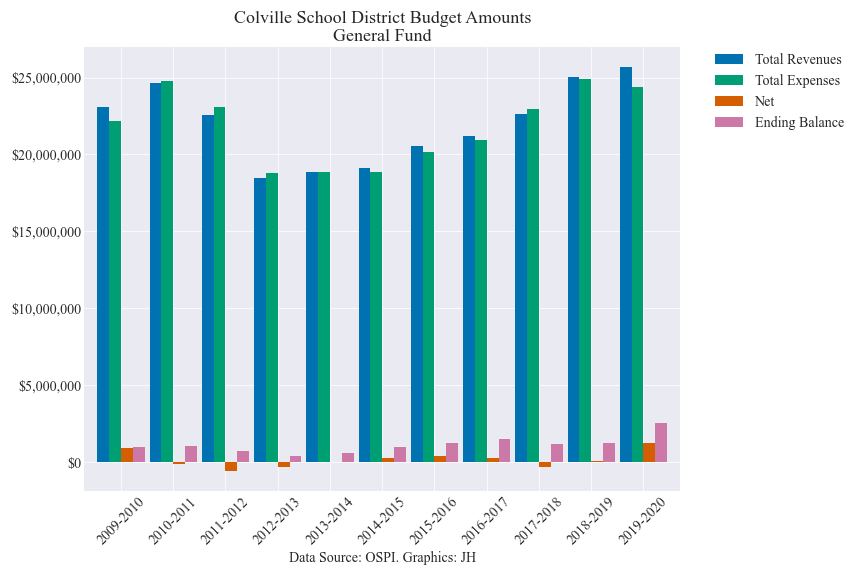 Colville School District Budget Amounts
General Fund
Total Revenues
Total Expenses
Net
Ending Balance
$25,000,000
$20,000,000
$15,000,000
$10,000,000
$5,000,000
$0
2009-2010
2010-2011
2011-2012
2012-2013
2013-2014
2014-2015
2015-2016
2016-2017
2017-2018
2018-2019
2019-2020
Data Source: OSPI. Graphics: JH